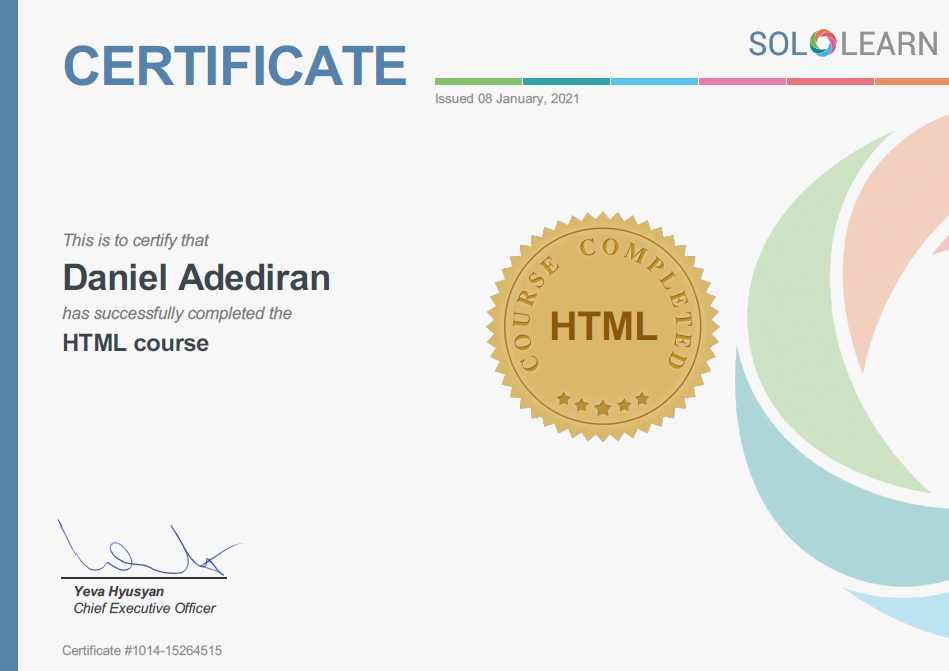 CERTIFICATE
SOLOLEARN
Issued 08 January, 2021
This is to certify that
Daniel Adediran
has successfully completed the
HTML course
COURSE COMPLETED
HTML
Yeva Hyusyan
Chief Executive Officer
Certificate #1014-15264515